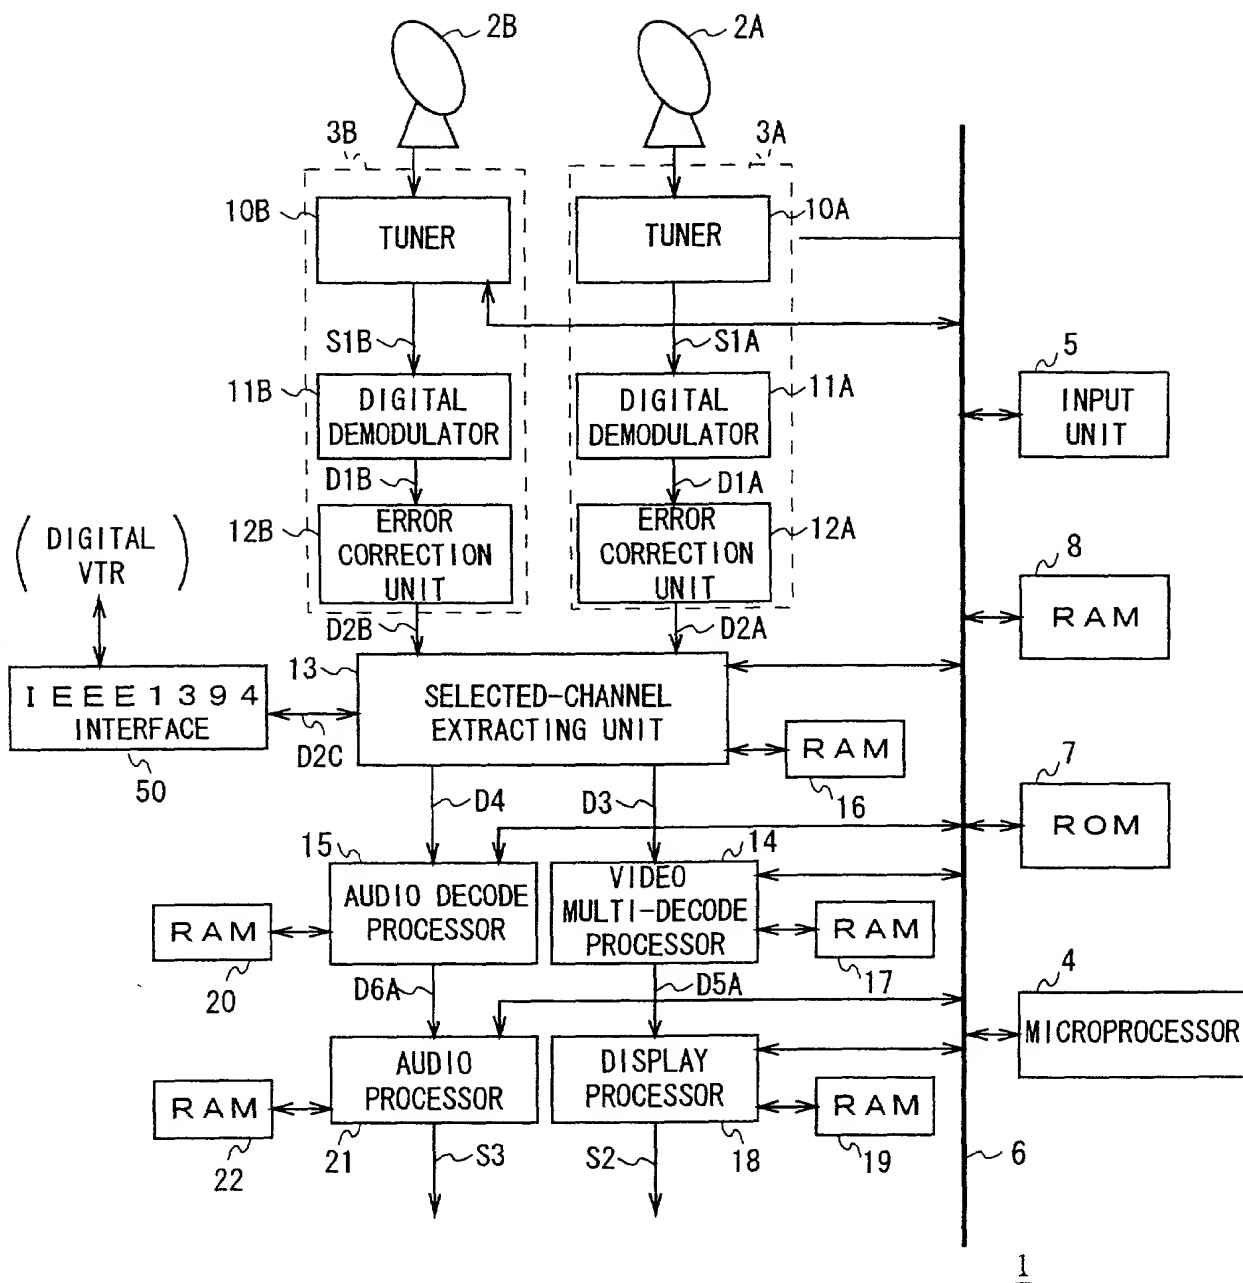 2B
2A
3B
3A
10B
TUNER
TUNER
10A
S1B
S1A
5
INPUT
UNIT
11B
DIGITAL
DEMODULATOR
DIGITAL
DEMODULATOR
11A
D1B
D1A
(DIGITAL
VTR)
12B
ERROR
CORRECTION
UNIT
ERROR
CORRECTION
UNIT
12A
8
RAM
D2B
D2A
13
IEEE1394
INTERFACE
D2C
50
SELECTED-CHANNEL
EXTRACTING UNIT
RAM
16
7
ROM
D4
D3
15
AUDIO DECODE
PROCESSOR
14
VIDEO
MULTI-DECODE
PROCESSOR
RAM
20
RAM
17
D6A
D5A
4
MICROPROCESSOR
AUDIO
PROCESSOR
DISPLAY
PROCESSOR
RAM
22
RAM
19
21
S3
S2
18
6
1